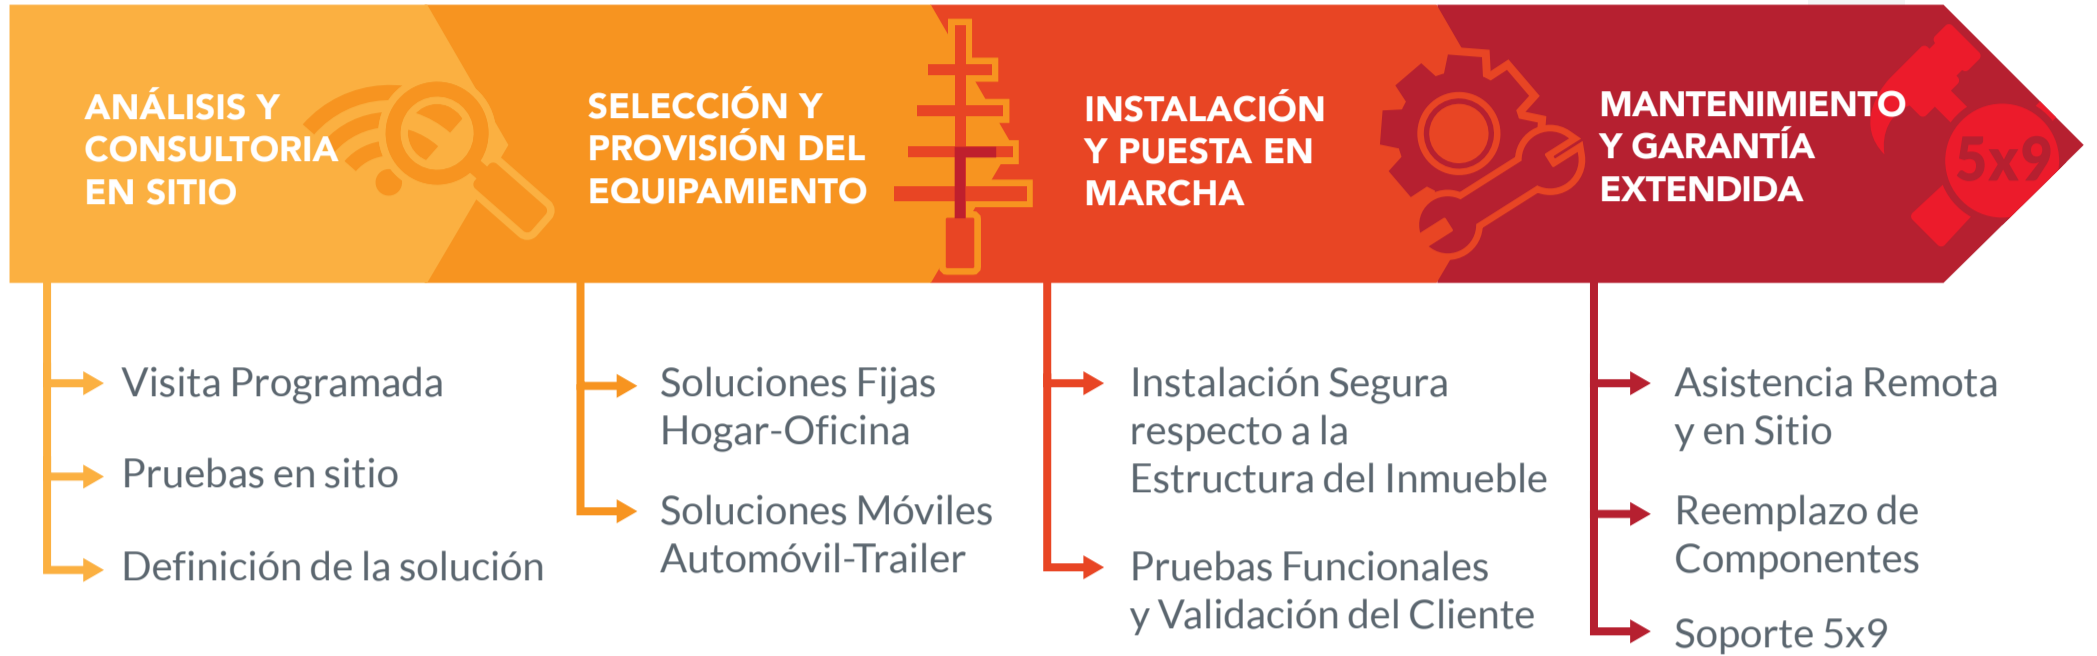 ANÁLISIS Y
CONSULTORIA
EN SITIO
SELECCIÓN Y
PROVISIÓN DEL
EQUIPAMIENTO
INSTALACIÓN
Y PUESTA EN
MARCHA
MANTENIMIENTO
Y GARANTÍA
EXTENDIDA
5x9
Visita Programada
Pruebas en sitio
Definición de la solución
Soluciones Fijas
Hogar-Oficina
Soluciones Móviles
Automóvil-Trailer
Instalación Segura
respecto a la
Estructura del Inmueble
Pruebas Funcionales
y Validación del Cliente
Asistencia Remota
y en Sitio
Reemplazo de
Componentes
Soporte 5x9